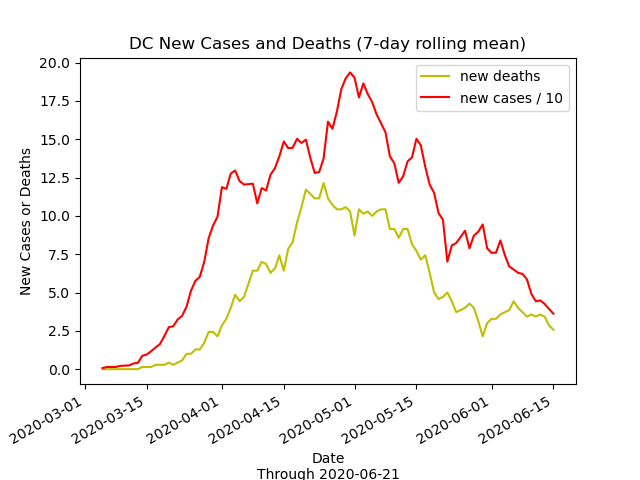 DC New Cases and Deaths (7-day rolling mean)
new deaths
new cases / 10
20.0
17.5
15.0
12.5
10.0
7.5
5.0
2.5
0.0
New Cases or Deaths
2020-03-01
2020-03-15
2020-04-01
2020-04-15
2020-05-01
2020-05-15
2020-06-01
2020-06-15
Date
Through 2020-06-21